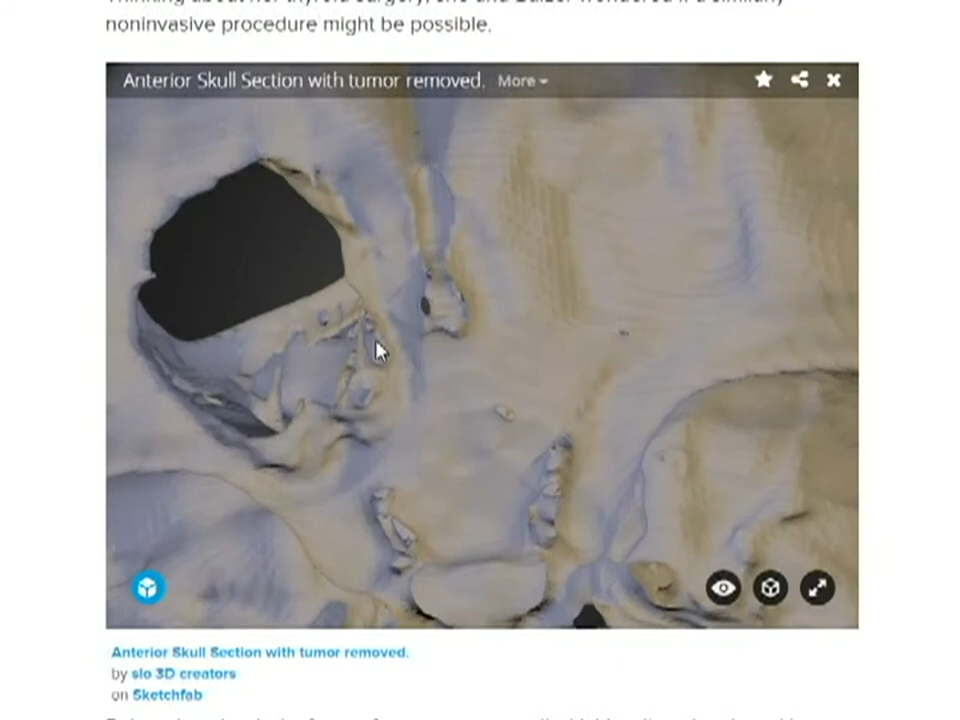 noninvasive procedure might be possible.
Anterior Skull Section with tumor removed. More
Anterior Skull Section with tumor removed.
by slo 3D creators
on Sketchfab